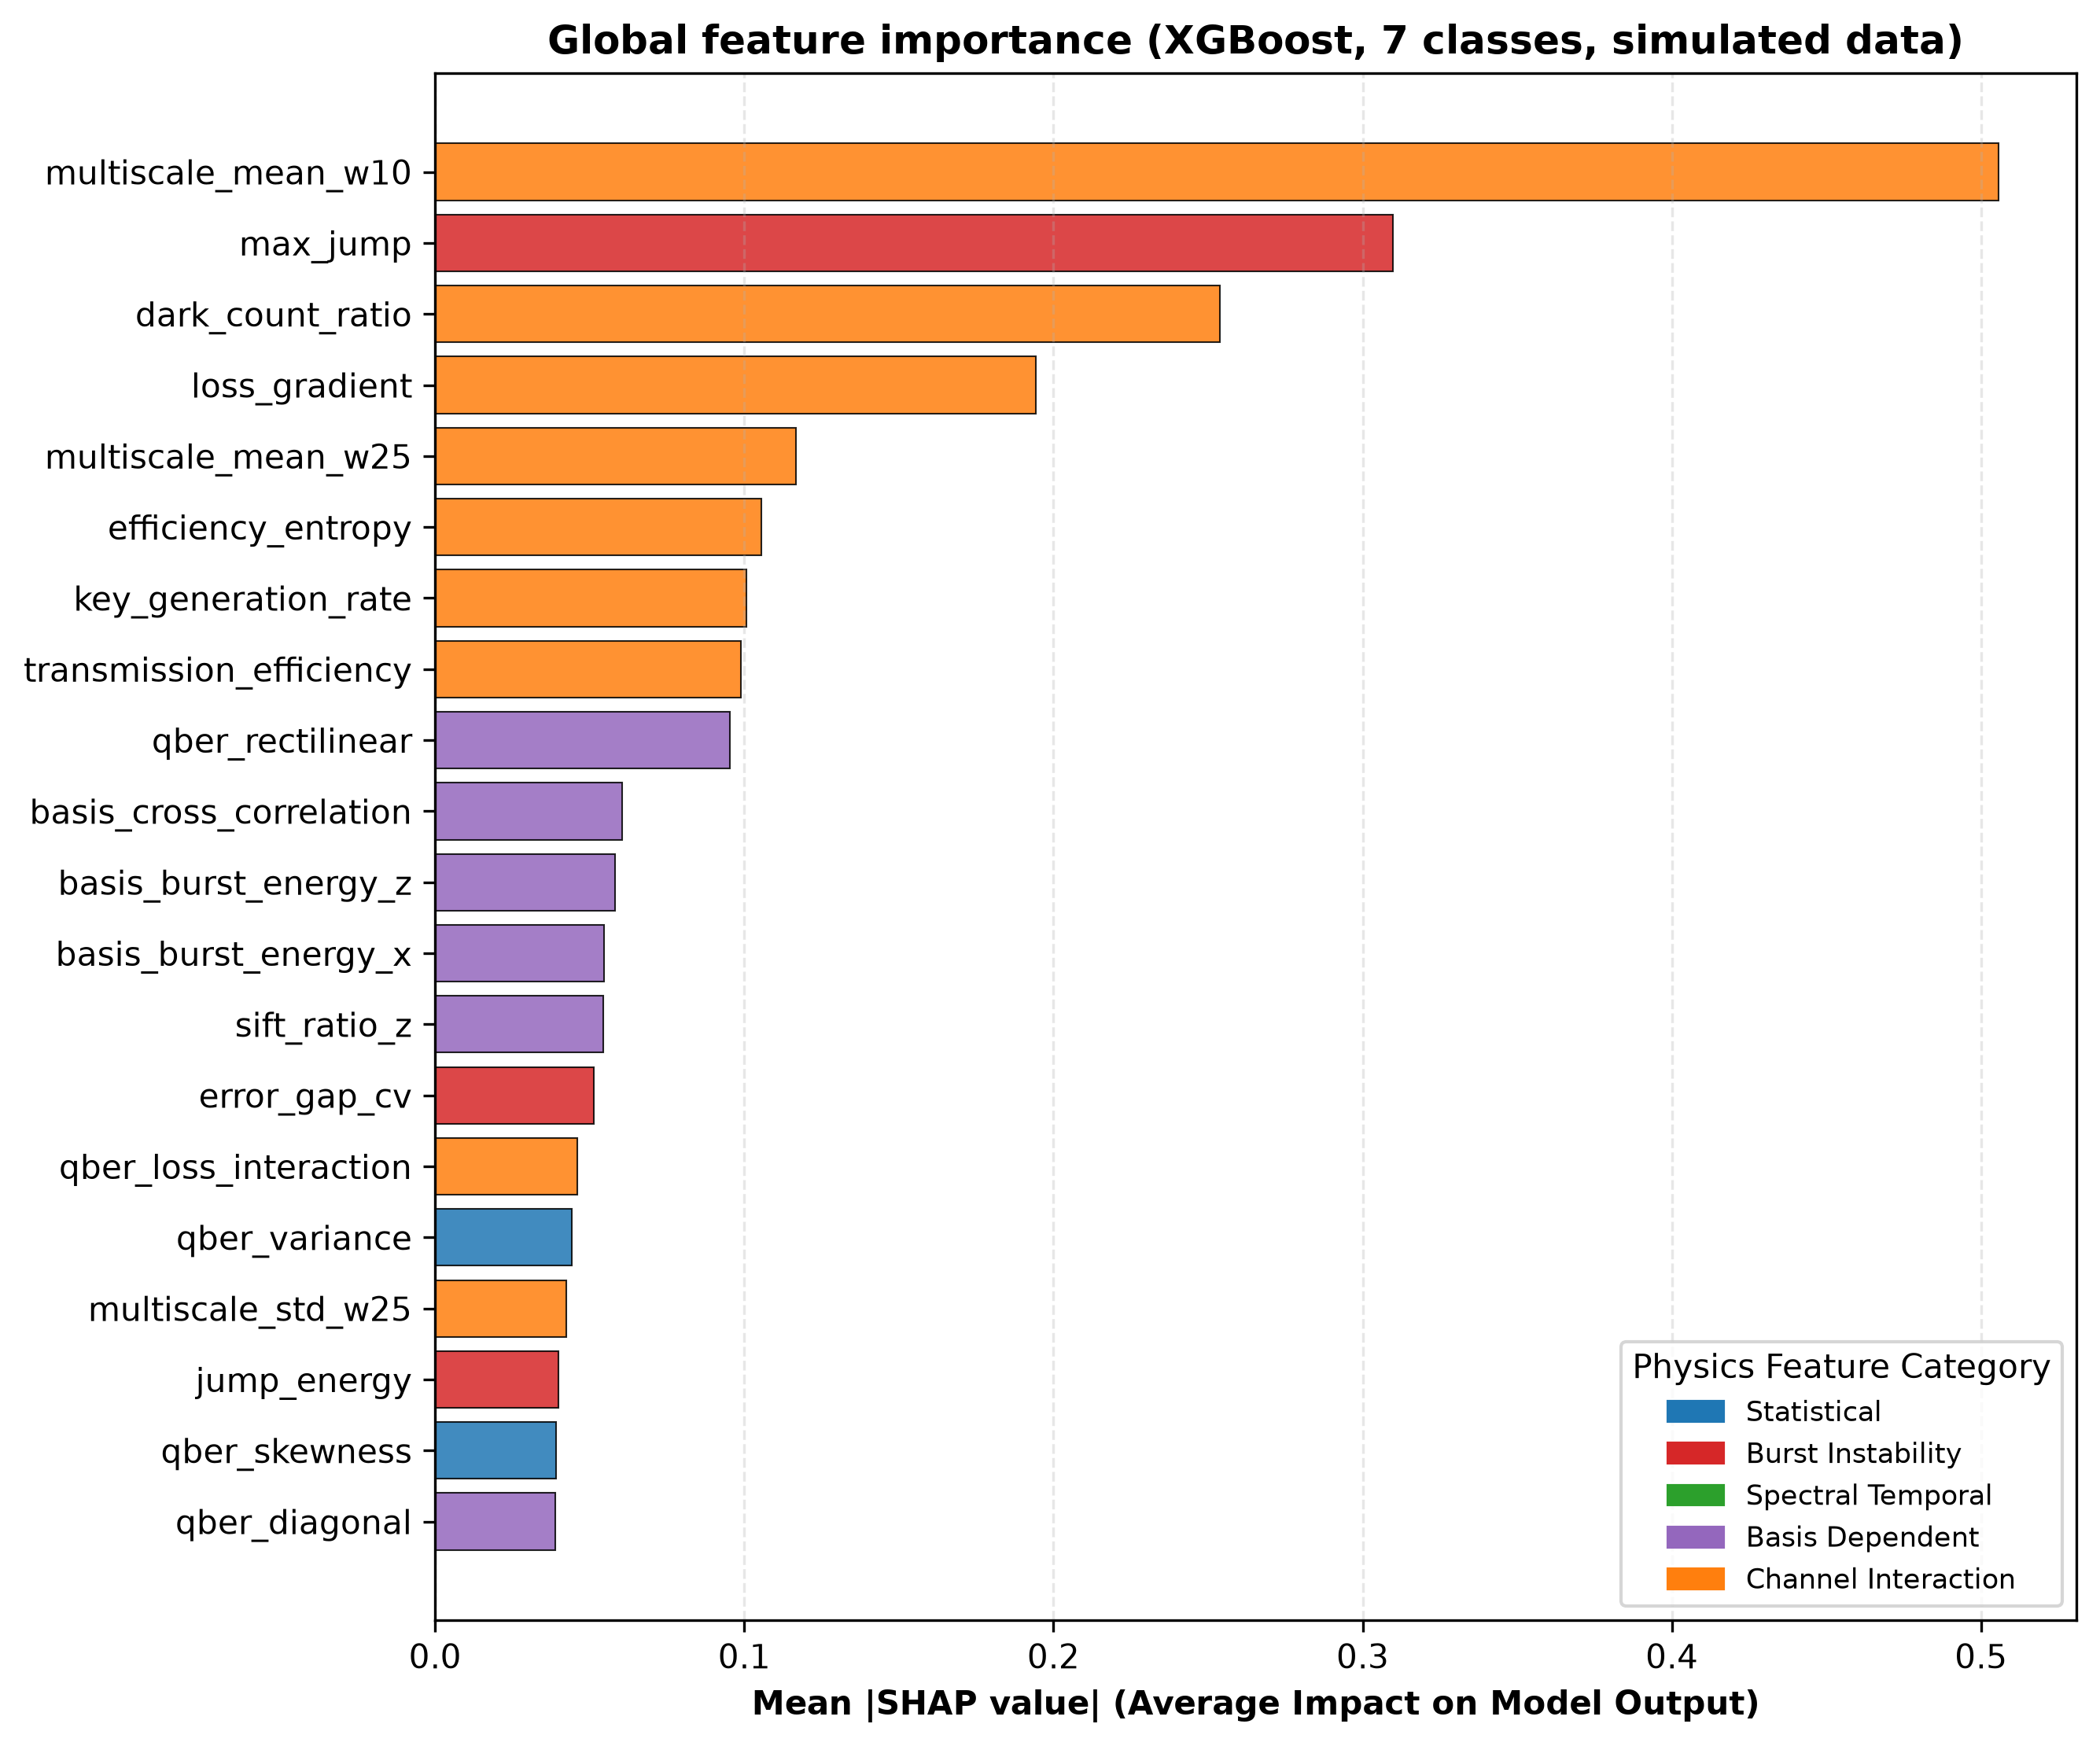 Global feature importance (XGBoost, 7 classes, simulated data)
multiscale_mean_w10
max_jump
dark_count_ratio
loss_gradient
multiscale_mean_w25
efficiency_entropy
key_generation_rate
transmission_efficiency
qber_rectilinear
basis_cross_correlation
basis_burst_energy_z
basis_burst_energy_x
sift_ratio_z
error_gap_cv
qber_loss_interaction
qber_variance
multiscale_std_w25
jump_energy
qber_skewness
qber_diagonal
Physics Feature Category
Statistical
Burst Instability
Spectral Temporal
Basis Dependent
Channel Interaction
0.0 0.1 0.2 0.3 0.4 0.5
Mean |SHAP value| (Average Impact on Model Output)